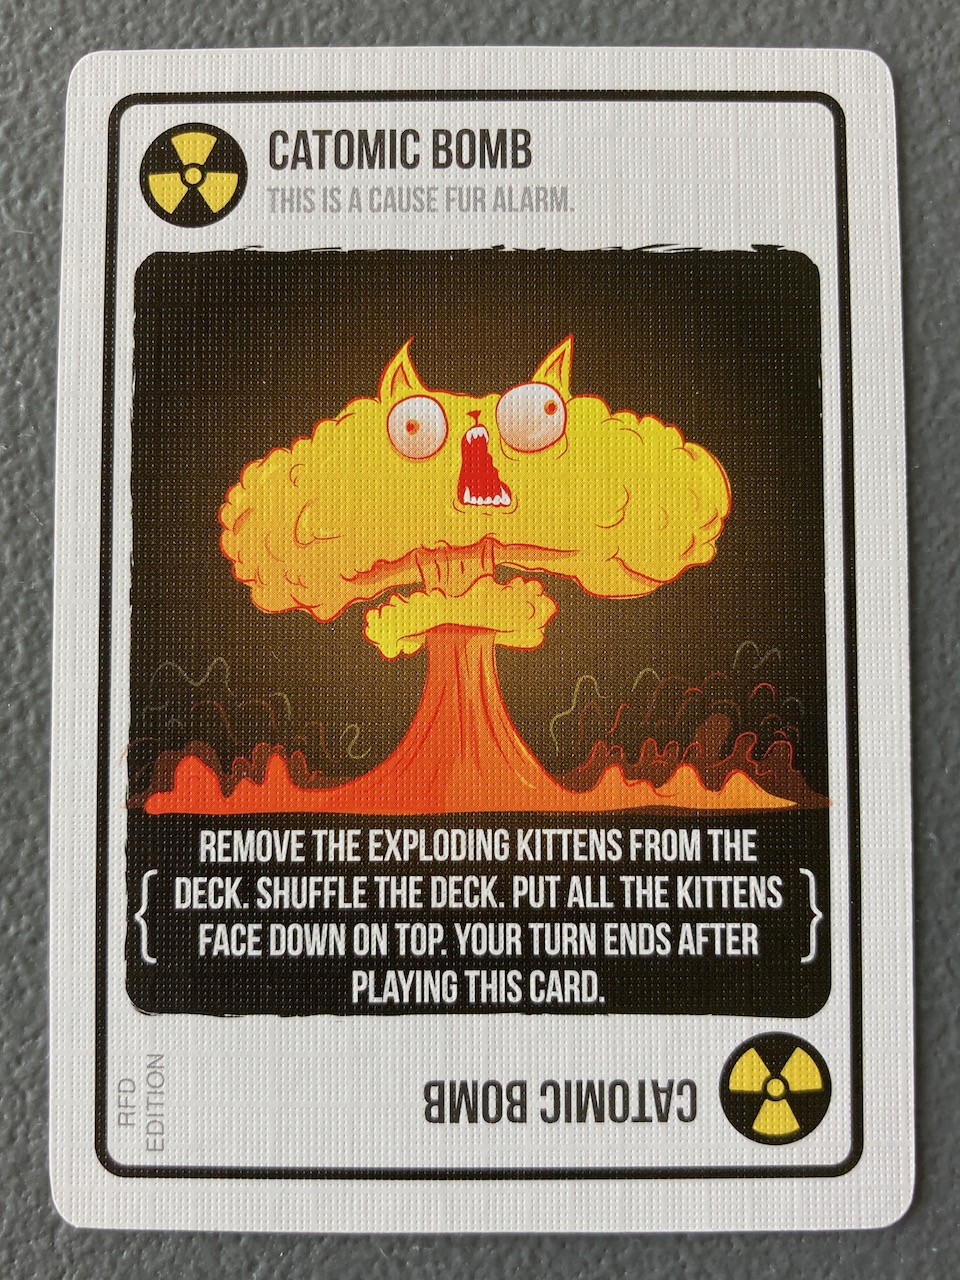 CATOMIC BOMB
THIS IS A CAUSE FUR ALARM.
REMOVE THE EXPLODING KITTENS FROM THE
DECK. SHUFFLE THE DECK. PUT ALL THE KITTENS
FACE DOWN ON TOP. YOUR TURN ENDS AFTER
PLAYING THIS CARD.
RFD
EDITION
CATOMIC BOMB